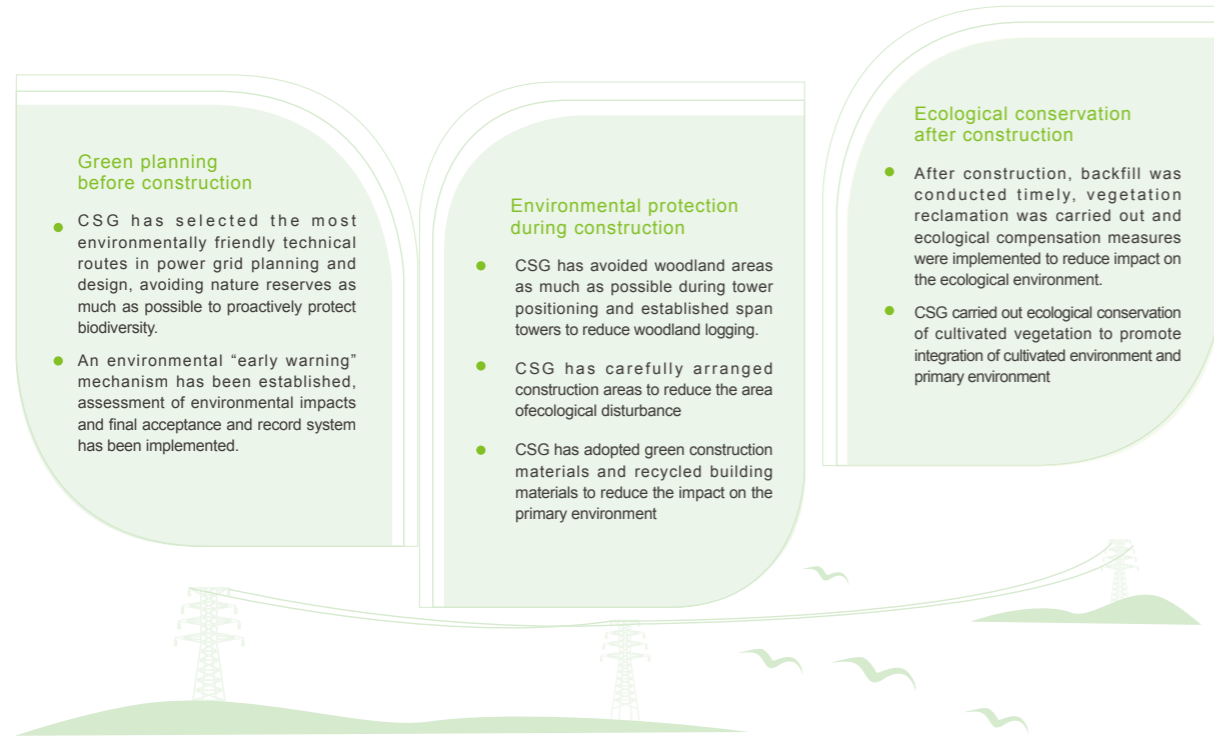 Green planning
before construction
CSG has selected the most
environmentally friendly technical
routes in power grid planning and
design, avoiding nature reserves as
much as possible to proactively protect
biodiversity.
An environmental “early warning”
mechanism has been established,
assessment of environmental impacts
and final acceptance and record system
has been implemented.
Environmental protection
during construction
CSG has avoided woodland areas
as much as possible during tower
positioning and established span
towers to reduce woodland logging.
CSG has carefully arranged
construction areas to reduce the area
ofecological disturbance
CSG has adopted green construction
materials and recycled building
materials to reduce the impact on the
primary environment
Ecological conservation
after construction
After construction, backfill was
conducted timely, vegetation
reclamation was carried out and
ecological compensation measures
were implemented to reduce impact on
the ecological environment.
CSG carried out ecological conservation
of cultivated vegetation to promote
integration of cultivated environment and
primary environment